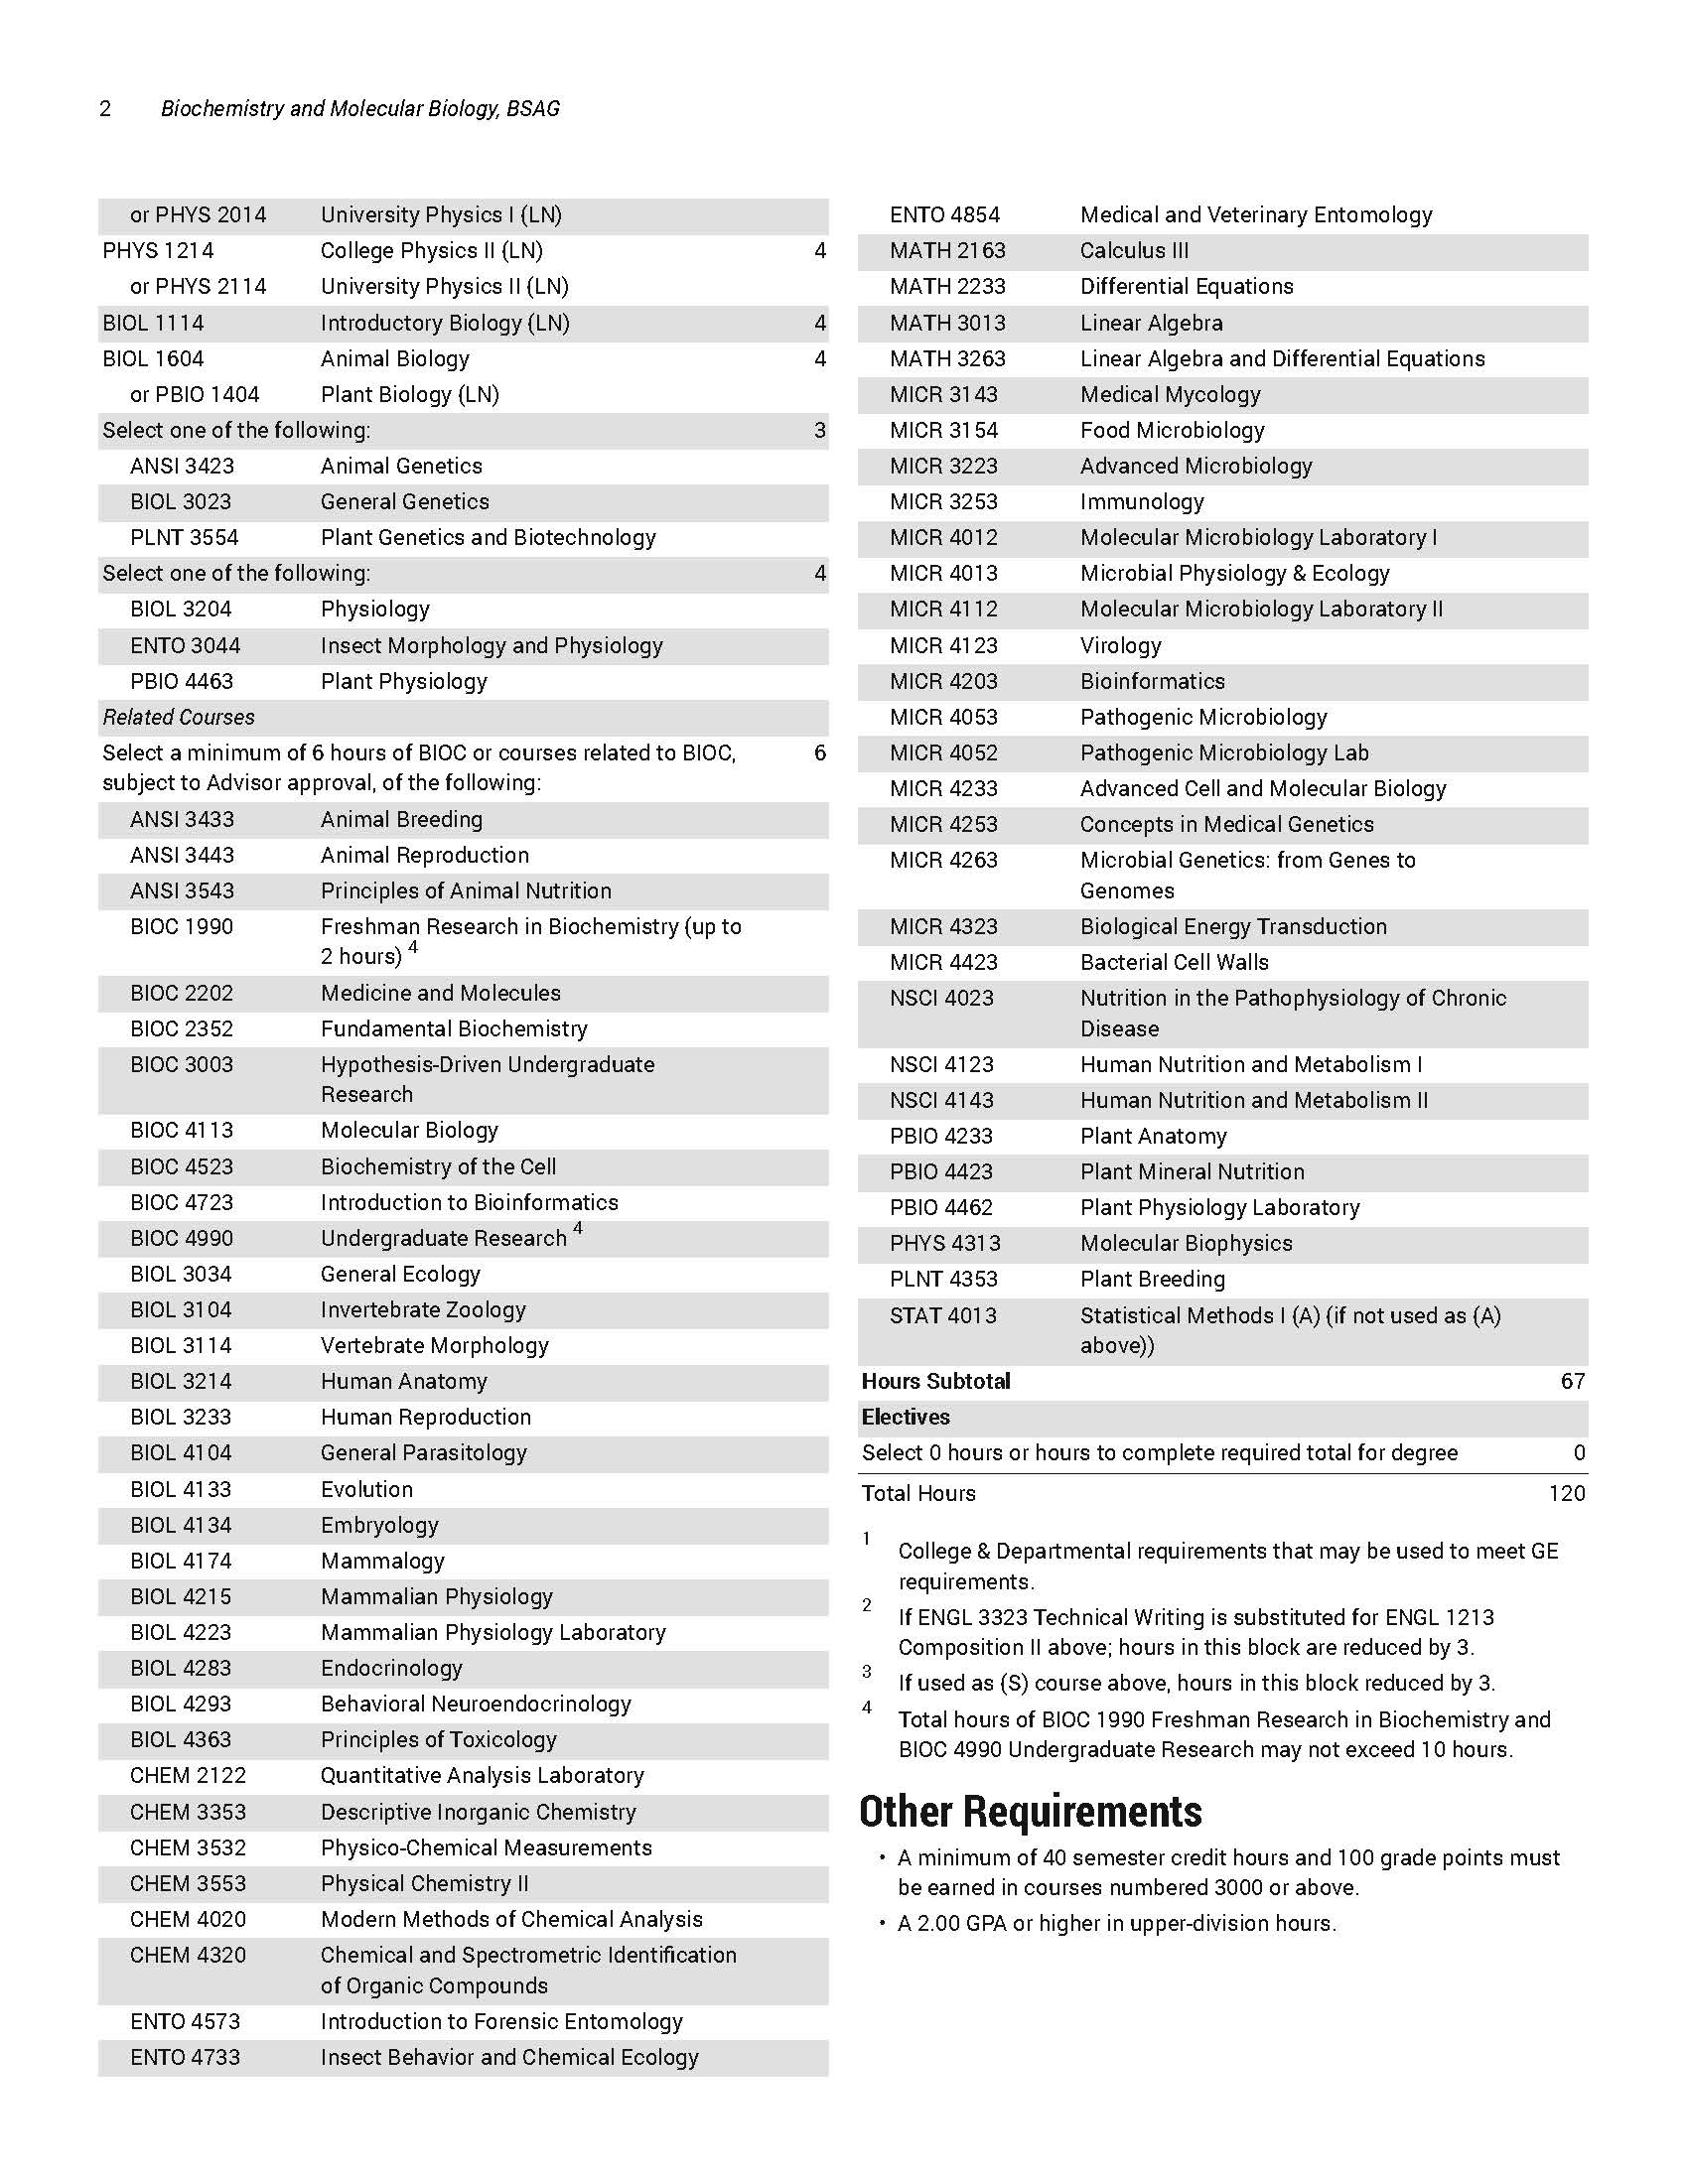 2 Biochemistry and Molecular Biology, BSAG
or PHYS 2014 University Physics I (LN)
PHYS 1214 College Physics II (LN) 4
or PHYS 2114 University Physics II (LN)
BIOL 1114 Introductory Biology (LN) 4
BIOL 1604 Animal Biology 4
or PBIO 1404 Plant Biology (LN)
Select one of the following: 3
ANSI 3423 Animal Genetics
BIOL 3023 General Genetics
PLNT 3554 Plant Genetics and Biotechnology
Select one of the following: 4
BIOL 3204 Physiology
ENTO 3044 Insect Morphology and Physiology
PBIO 4463 Plant Physiology
Related Courses
Select a minimum of 6 hours of BIOC or courses related to BIOC, 6
subject to Advisor approval, of the following:
ANSI 3433 Animal Breeding
ANSI 3443 Animal Reproduction
ANSI 3543 Principles of Animal Nutrition
BIOC 1990 Freshman Research in Biochemistry (up to
2 hours) 4
BIOC 2202 Medicine and Molecules
BIOC 2352 Fundamental Biochemistry
BIOC 3003 Hypothesis-Driven Undergraduate
Research
BIOC 4113 Molecular Biology
BIOC 4523 Biochemistry of the Cell
BIOC 4723 Introduction to Bioinformatics
BIOC 4990 Undergraduate Research 4
BIOL 3034 General Ecology
BIOL 3104 Invertebrate Zoology
BIOL 3114 Vertebrate Morphology
BIOL 3214 Human Anatomy
BIOL 3233 Human Reproduction
BIOL 4104 General Parasitology
BIOL 4133 Evolution
BIOL 4134 Embryology
BIOL 4174 Mammalogy
BIOL 4215 Mammalian Physiology
BIOL 4223 Mammalian Physiology Laboratory
BIOL 4283 Endocrinology
BIOL 4293 Behavioral Neuroendocrinology
BIOL 4363 Principles of Toxicology
CHEM 2122 Quantitative Analysis Laboratory
CHEM 3353 Descriptive Inorganic Chemistry
CHEM 3532 Physico-Chemical Measurements
CHEM 3553 Physical Chemistry II
CHEM 4020 Modern Methods of Chemical Analysis
CHEM 4320 Chemical and Spectrometric Identification
of Organic Compounds
ENTO 4573 Introduction to Forensic Entomology
ENTO 4733 Insect Behavior and Chemical Ecology
ENTO 4854 Medical and Veterinary Entomology
MATH 2163 Calculus III
MATH 2233 Differential Equations
MATH 3013 Linear Algebra
MATH 3263 Linear Algebra and Differential Equations
MICR 3143 Medical Mycology
MICR 3154 Food Microbiology
MICR 3223 Advanced Microbiology
MICR 3253 Immunology
MICR 4012 Molecular Microbiology Laboratory I
MICR 4013 Microbial Physiology & Ecology
MICR 4112 Molecular Microbiology Laboratory II
MICR 4123 Virology
MICR 4203 Bioinformatics
MICR 4053 Pathogenic Microbiology
MICR 4052 Pathogenic Microbiology Lab
MICR 4233 Advanced Cell and Molecular Biology
MICR 4253 Concepts in Medical Genetics
MICR 4263 Microbial Genetics: from Genes to
Genomes
MICR 4323 Biological Energy Transduction
MICR 4423 Bacterial Cell Walls
NSCI 4023 Nutrition in the Pathophysiology of Chronic
Disease
NSCI 4123 Human Nutrition and Metabolism I
NSCI 4143 Human Nutrition and Metabolism II
PBIO 4233 Plant Anatomy
PBIO 4423 Plant Mineral Nutrition
PBIO 4462 Plant Physiology Laboratory
PHYS 4313 Molecular Biophysics
PLNT 4353 Plant Breeding
STAT 4013 Statistical Methods I (A) (if not used as (A)
above))
Hours Subtotal 67
Electives
Select 0 hours or hours to complete required total for degree 0
Total Hours 120
1 College & Departmental requirements that may be used to meet GE
requirements.
2 If ENGL 3323 Technical Writing is substituted for ENGL 1213
Composition II above; hours in this block are reduced by 3.
3 If used as (S) course above, hours in this block reduced by 3.
4 Total hours of BIOC 1990 Freshman Research in Biochemistry and
BIOC 4990 Undergraduate Research may not exceed 10 hours.
Other Requirements
• A minimum of 40 semester credit hours and 100 grade points must
be earned in courses numbered 3000 or above.
• A 2.00 GPA or higher in upper-division hours.